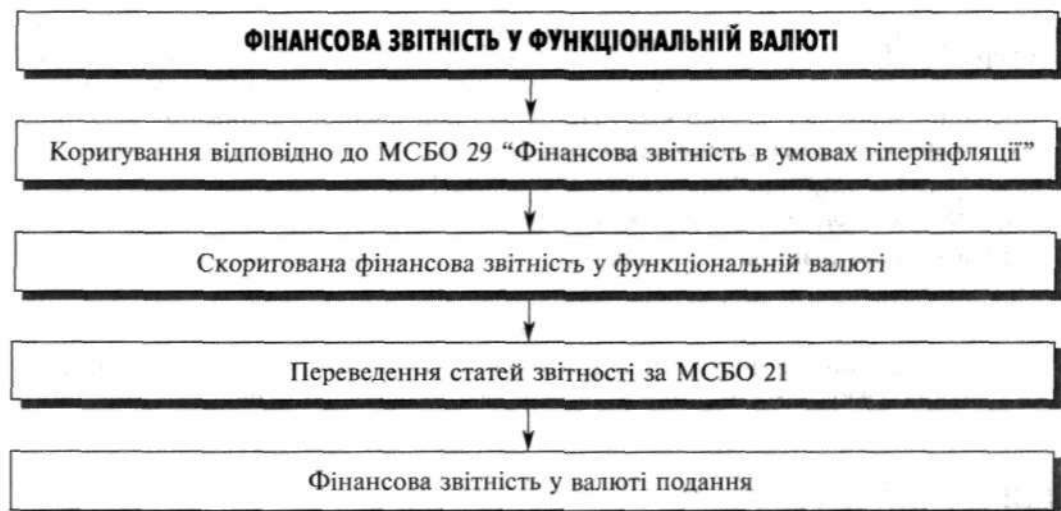 ФІНАНСОВА ЗВІТНІСТЬ У ФУНКЦІОНАЛЬНІЙ ВАЛЮТІ
Коригування відповідно до МСБО 29 “Фінансова звітність в умовах гіперінфляції”
Скоригована фінансова звітність у функціональній валюті
Переведення статей звітності за МСБО 21
Фінансова звітність у валюті подання